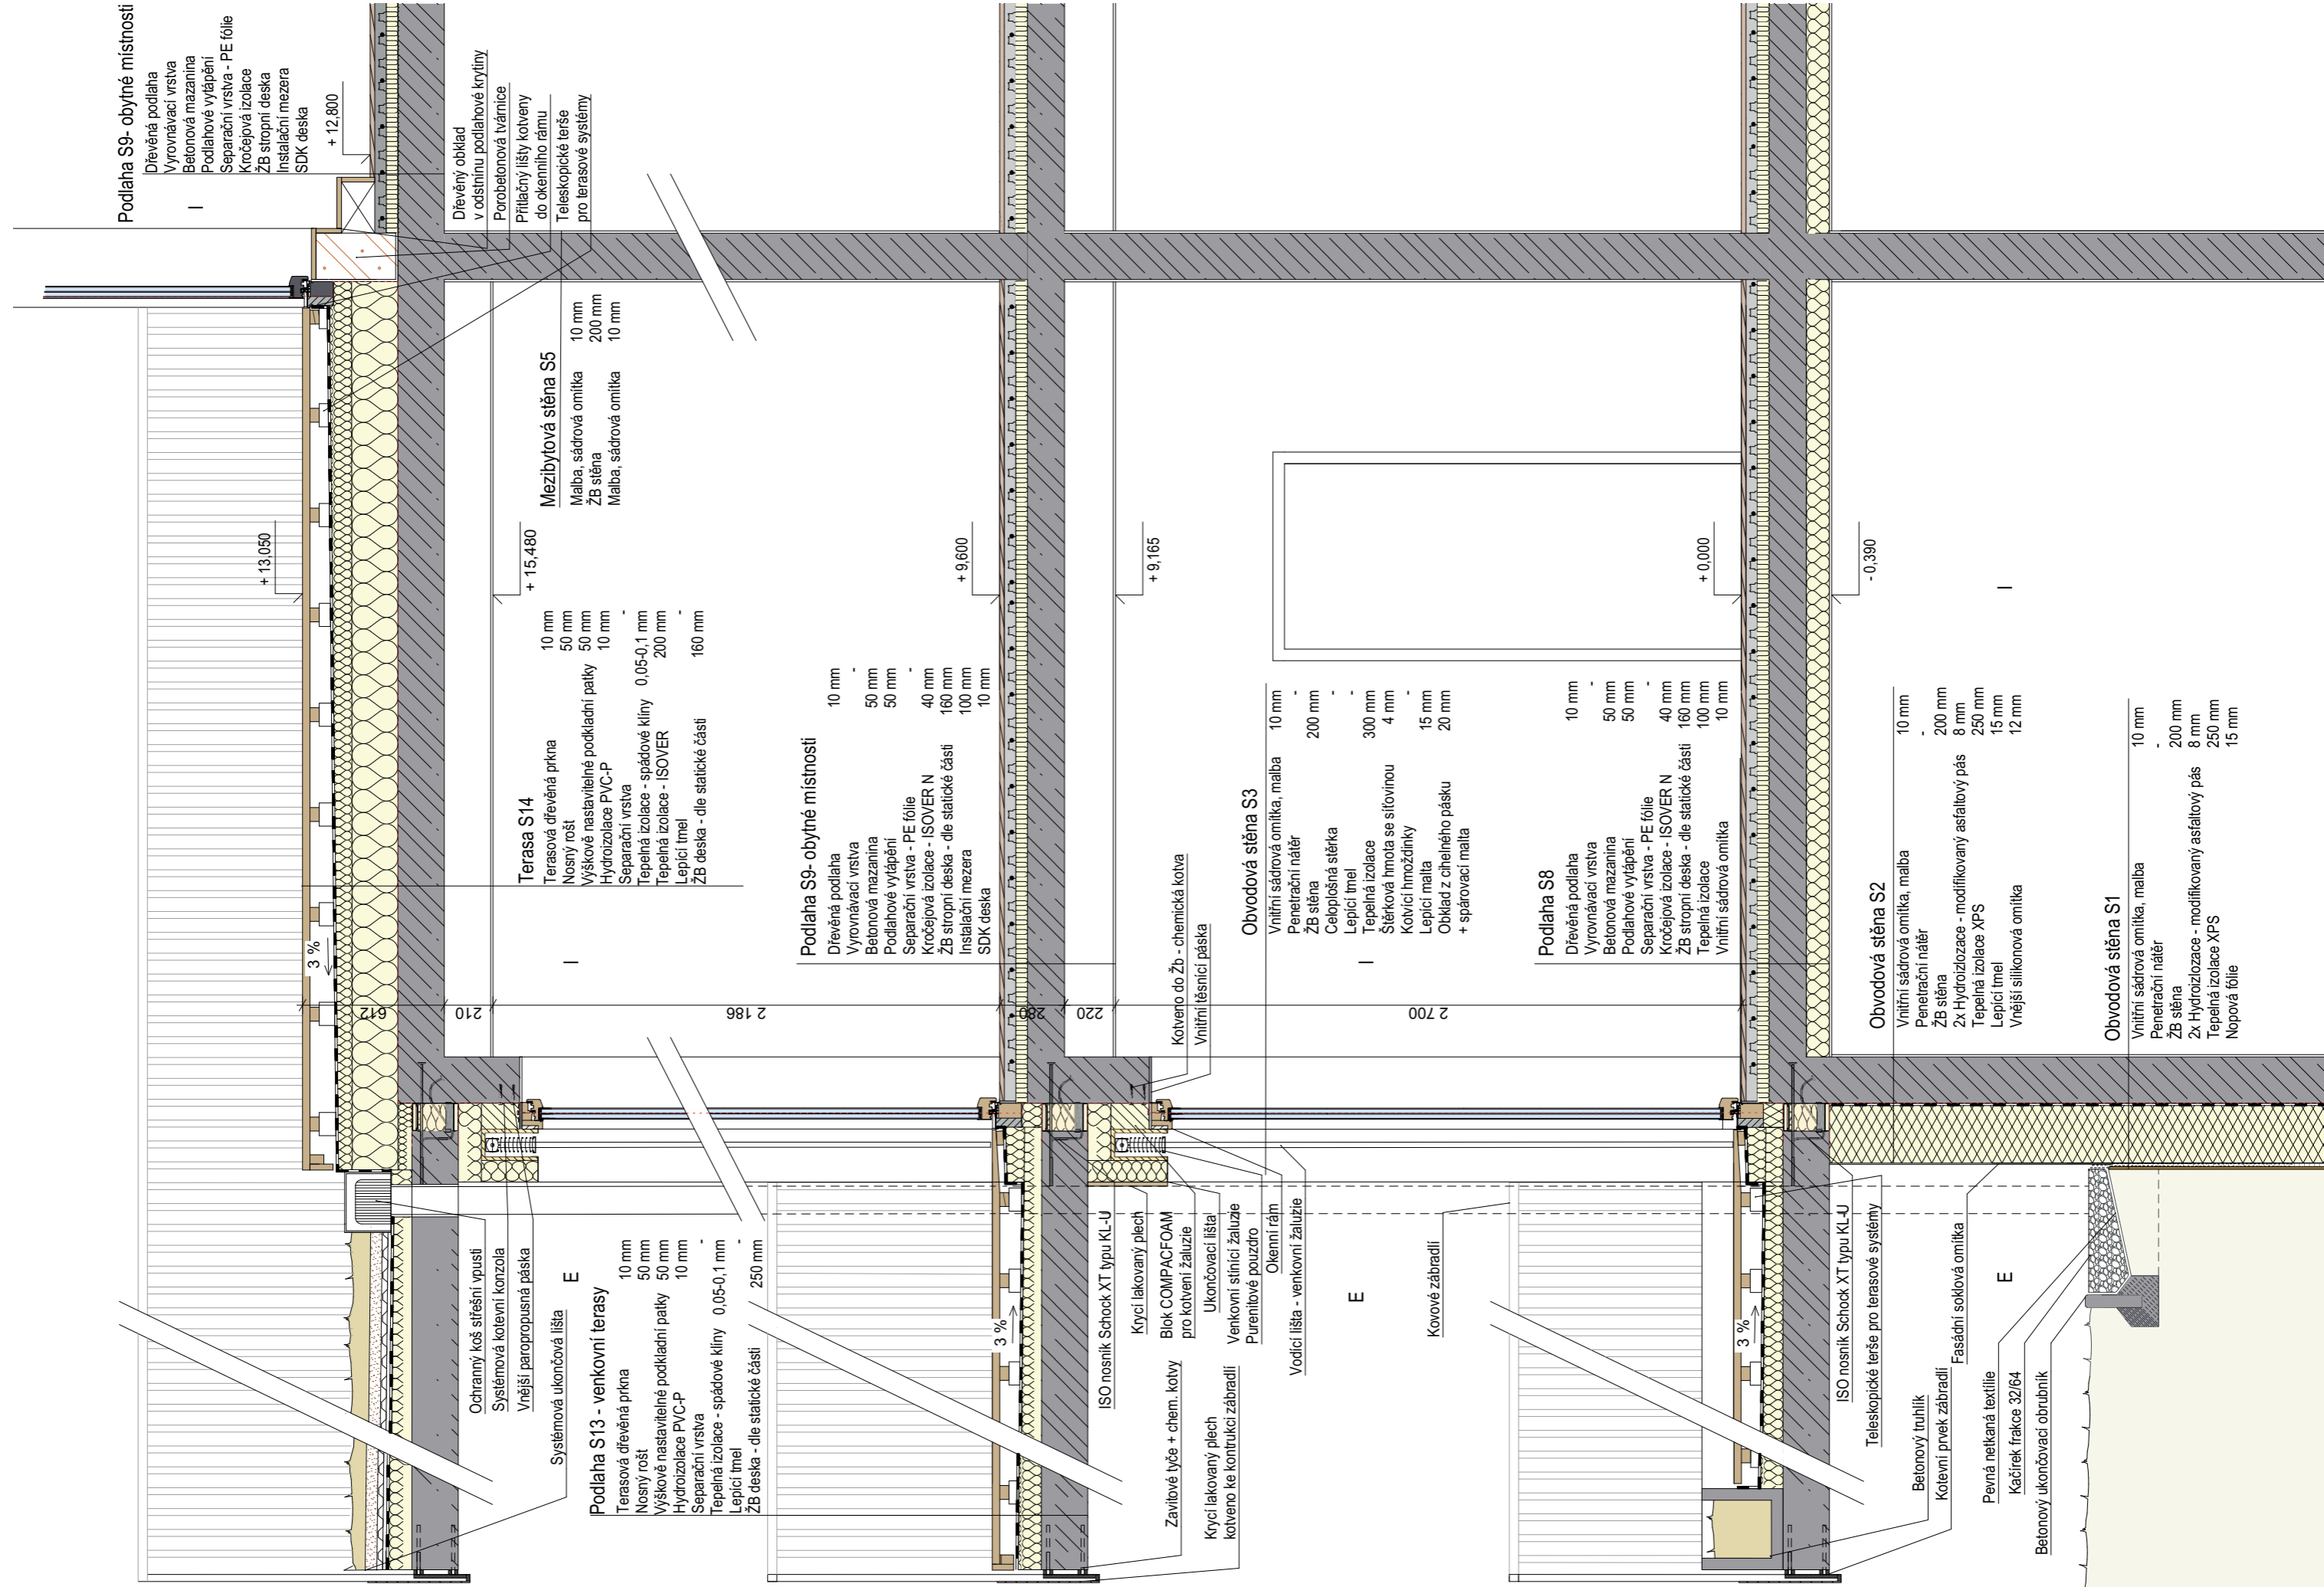 Podlaha S9- obytné místnosti
Dřevěná podlaha
Vyrovnávací vrstva
Betonová mazanina
Podlahové vytápění
Separační vrstva - PE fólie
Kročejová izolace
ŽB stropní deska
Instalační mezera
SDK deska
+ 12,800
I
Dřevěný obklad
v odstnínu podlahové krytiny
Porobetonová tvárnice
Přítlačný lišty kotveny
do okenního rámu
Teleskopické terše
pro terasové systémy
+ 13,050
3 %
Mezibytová stěna S5
Malba, sádrová omítka 10 mm
ŽB stěna 200 mm
Malba, sádrová omítka 10 mm
+ 15,480
Terasa S14
Terasová dřevěná prkna 10 mm
Nosný rošt 50 mm
Výškově nastavitelné podkladní patky 50 mm
Hydroizolace PVC-P 10 mm
Separační vrstva -
Tepelná izolace - spádové klíny 0,05-0,1 mm
Tepelná izolace - ISOVER 200 mm
Lepící tmel -
ŽB deska - dle statické části 160 mm
I
612
210
2 186
280
220
2 700
Podlaha S9- obytné místnosti
Dřevěná podlaha 10 mm
Vyrovnávací vrstva -
Betonová mazanina 50 mm
Podlahové vytápění 50 mm
Separační vrstva - PE fólie -
Kročejová izolace - ISOVER N 40 mm
ŽB stropní deska - dle statické části 160 mm
Instalační mezera 100 mm
SDK deska 10 mm
+ 9,600
+ 9,165
Ochranný koš střešní vpusti
Systémová kotevní konzola
Vnější paropropusná páska
Systémová ukončová lišta
E
Podlaha S13 - venkovní terasy
Terasová dřevěná prkna 10 mm
Nosný rošt 50 mm
Výškově nastavitelné podkladní patky 50 mm
Hydroizolace PVC-P 10 mm
Separační vrstva -
Tepelná izolace - spádové klíny 0,05-0,1 mm
Lepící tmel -
ŽB deska - dle statické části 250 mm
3 %
Kotveno do Žb - chemická kotva
Vnitřní těsnící páska
Obvodová stěna S3
Vnitřní sádrová omítka, malba 10 mm
Penetrační nátěr -
ŽB stěna 200 mm
Celoplošná stěrka -
Lepící tmel -
Tepelná izolace 300 mm
Štěrková hmota se síťovinou 4 mm
Kotvící hmoždinky -
Lepící malta 15 mm
Obklad z cihelného pásku 20 mm
+ spárovací malta
I
ISO nosník Schock XT typu KL-U
Krycí lakovaný plech
Blok COMPACFOAM
pro kotvení žaluzie
Ukončovací lišta
Venkovní stínící žaluzie
Purenitové pouzdro
Okenní rám
Vodící lišta - venkovní žaluzie
Zavitové tyče + chem. kotvy
Krycí lakovaný plech
kotveno ke kontrukci zábradlí
E
Kovové zábradlí
Podlaha S8
Dřevěná podlaha 10 mm
Vyrovnávací vrstva -
Betonová mazanina 50 mm
Podlahové vytápění 50 mm
Separační vrstva - PE fólie -
Kročejová izolace - ISOVER N 40 mm
ŽB stropní deska - dle statické části 160 mm
Tepelná izolace 100 mm
Vnitřní sádrová omítka 10 mm
+ 0,000
- 0,390
3 %
ISO nosník Schock XT typu KL-U
Teleskopické terše pro terasové systémy
Betonový truhlík
Kotevní prvek zábradlí
Fasádní soklová omítka
Obvodová stěna S2
Vnitřní sádrová omítka, malba 10 mm
Penetrační nátěr -
ŽB stěna 200 mm
2x Hydroizlozace - modifikovaný asfaltový pás 8 mm
Tepelná izolace XPS 250 mm
Lepící tmel 15 mm
Vnější silikonová omítka 12 mm
I
E
Pevná netkaná textilie
Kačírek frakce 32/64
Betonový ukončovací obrubník
Obvodová stěna S1
Vnitřní sádrová omítka, malba 10 mm
Penetrační nátěr -
ŽB stěna 200 mm
2x Hydroizlozzace - modifikovaný asfaltový pás 8 mm
Tepelná izolace XPS 250 mm
Nopová fólie 15 mm